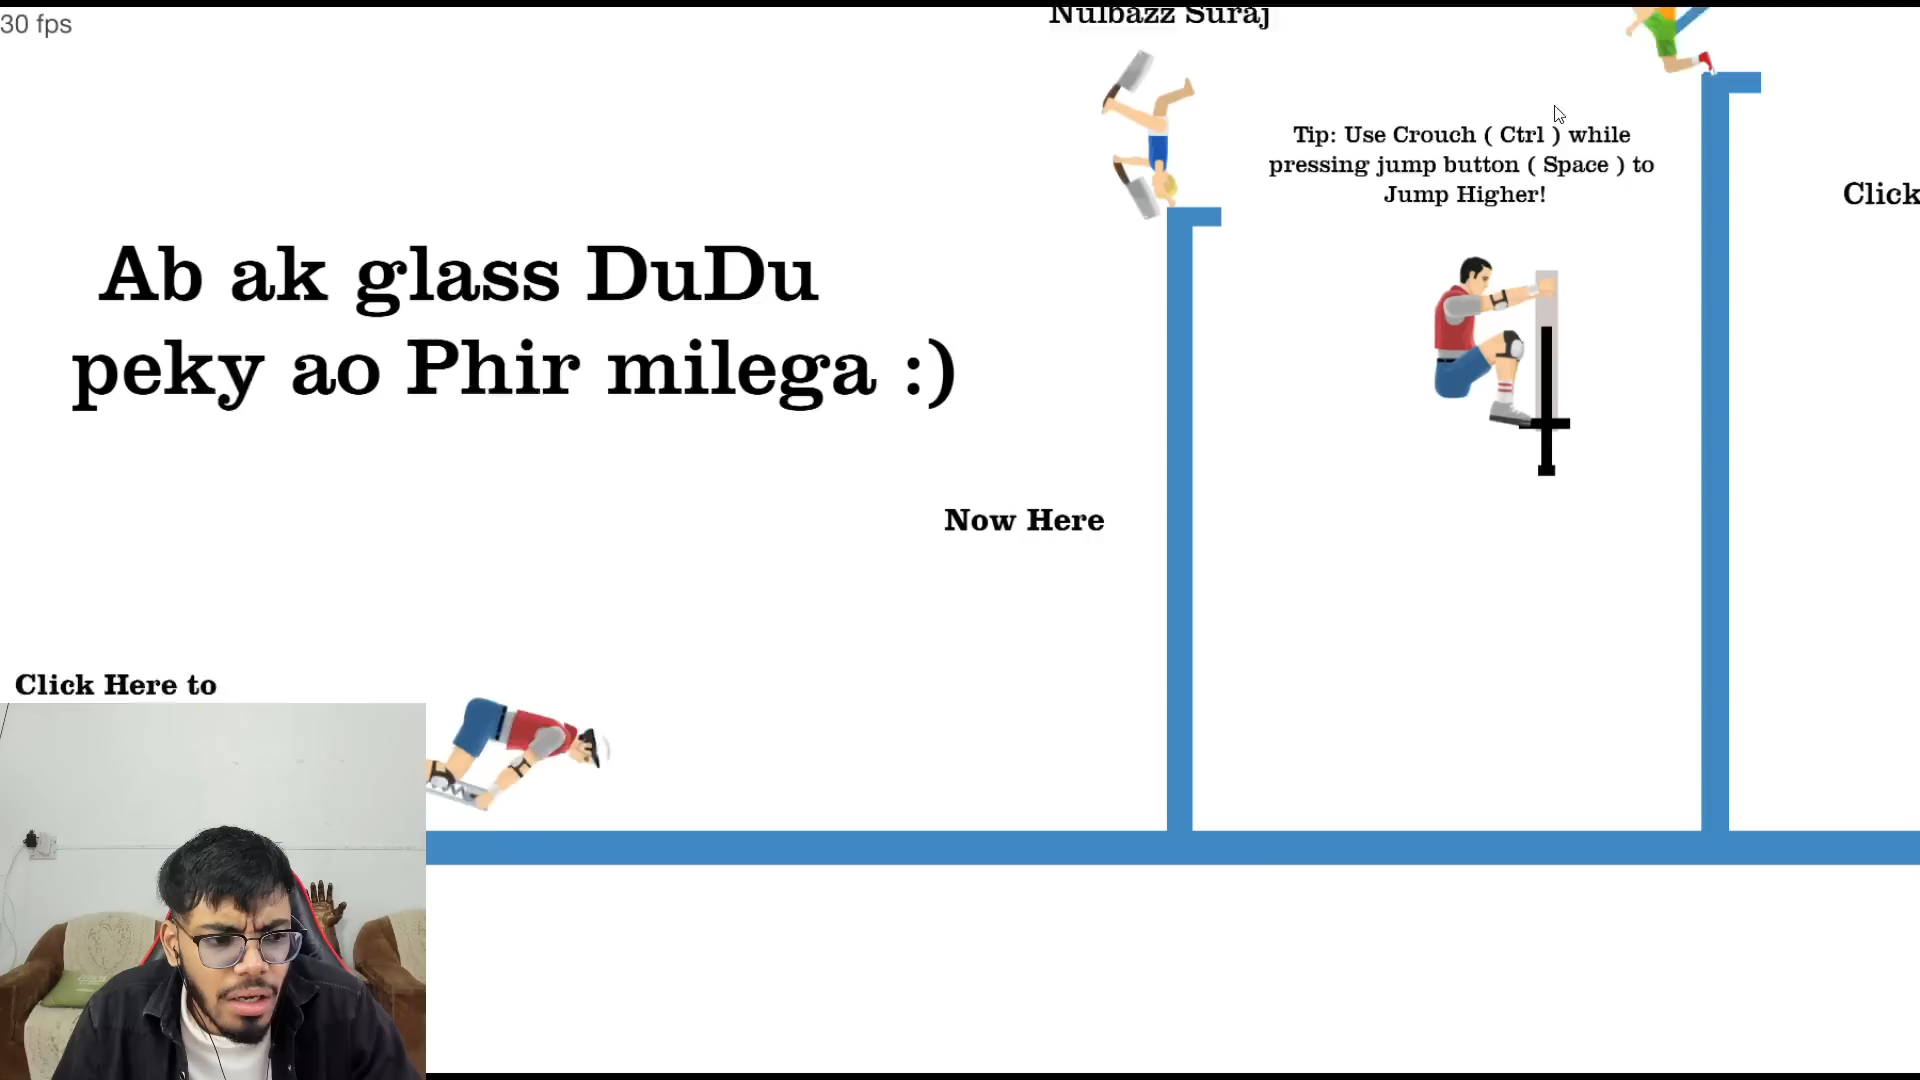 30 fps
Nulbazz Suraj
Tip: Use Crouch ( Ctrl ) while
pressing jump button ( Space ) to
Jump Higher!
Click
Ab ak glass DuDu
peky ao Phir milega :)
Now Here
Click Here to